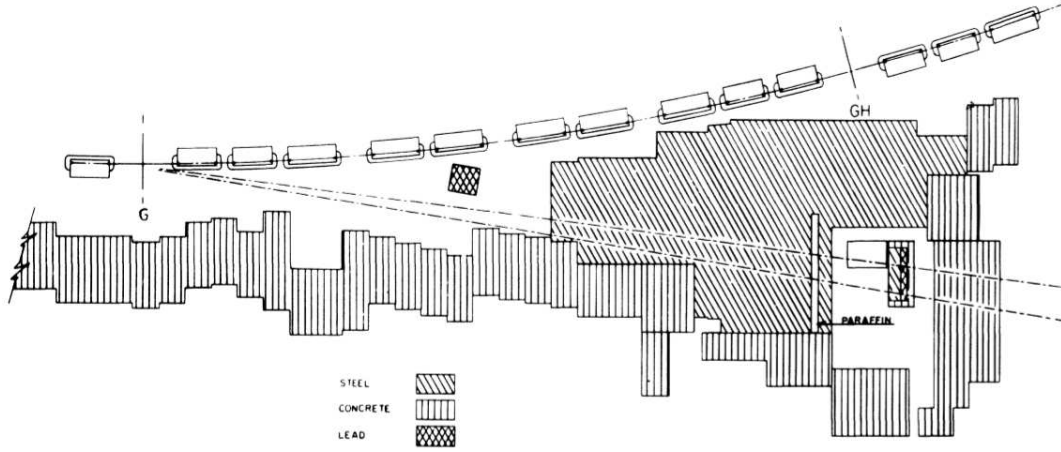 GH
G
PARAFFIN
STEEL
CONCRETE
LEAD